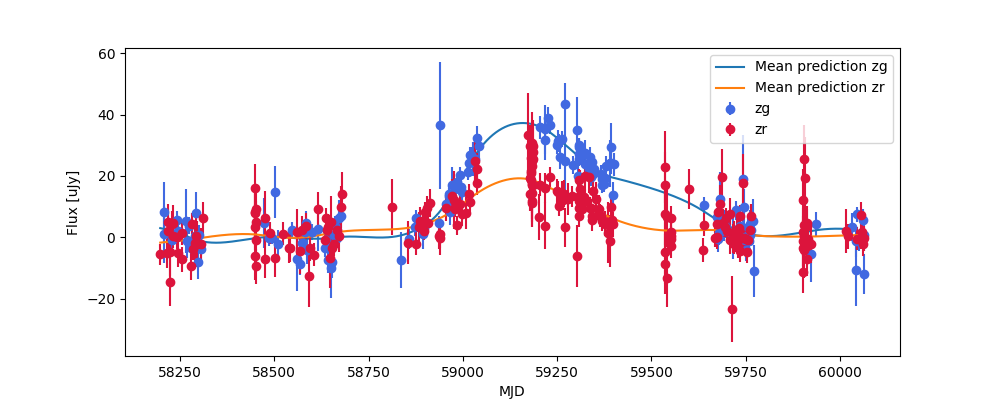 Mean prediction zg
Mean prediction zr
zg
zr
60
40
20
0
−20
Flux [uJy]
58250 58500 58750 59000 59250 59500 59750 60000
MJD